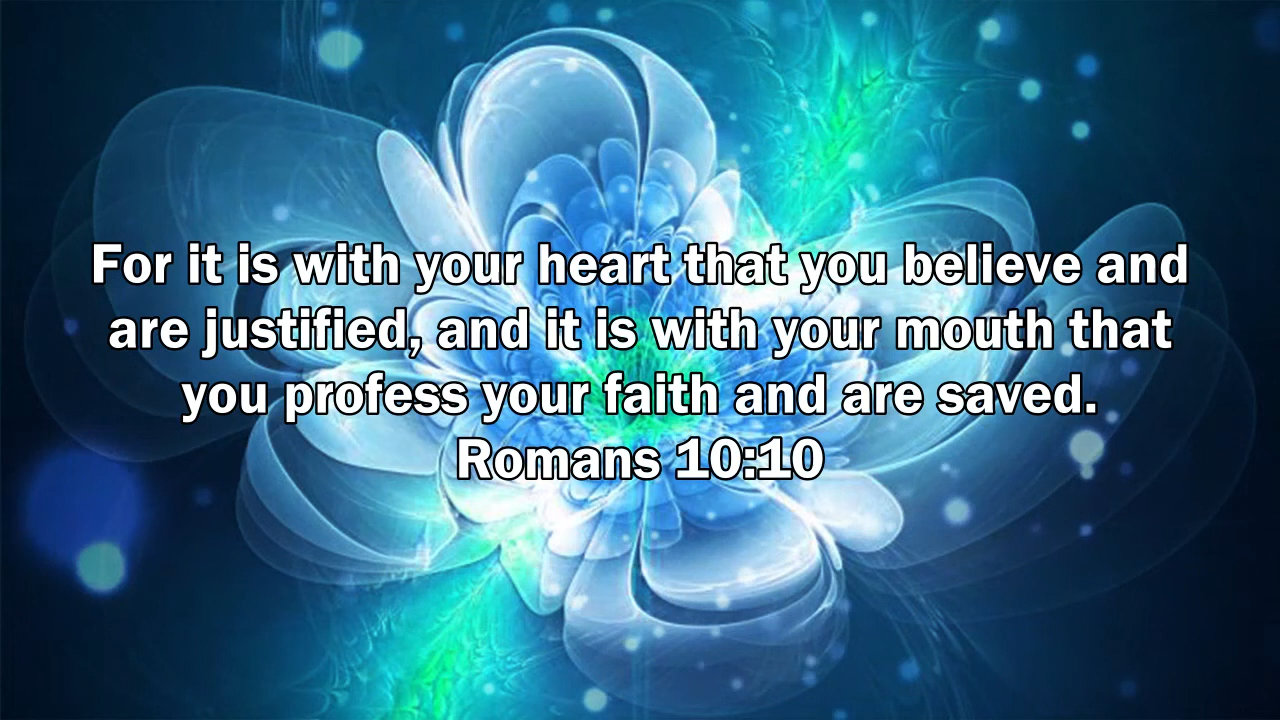 For it is with your heart that you believe and
are justified, and it is with your mouth that
you profess your faith and are saved.
Romans 10:10